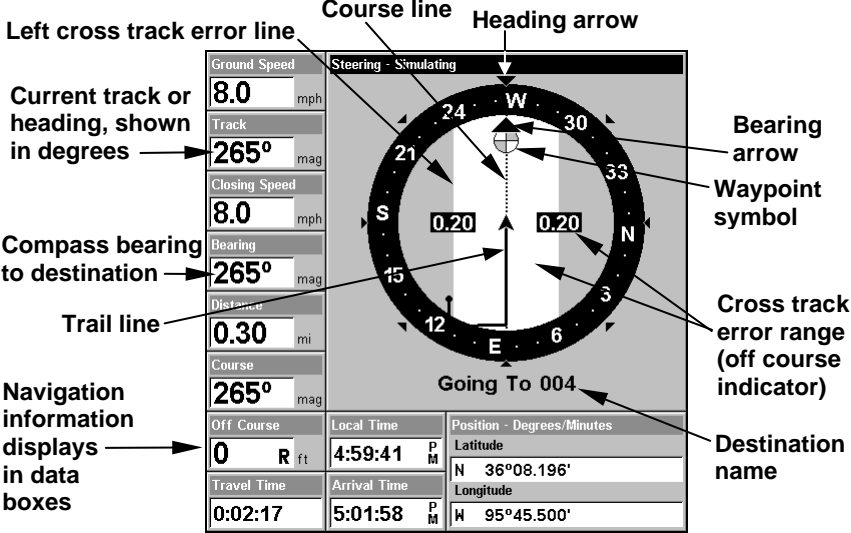 Course line
Heading arrow
Left cross track error line
Current track or
heading, shown
in degrees
Compass bearing
to destination
Trail line
Navigation
information
displays
in data
boxes
Ground Speed
8.0 mph
Track
265° mag
Closing Speed
8.0 mph
Bearing
265° mag
Distance
0.30 mi
Course
265° mag
Off Course
0 R ft
Travel Time
0:02:17
Steering - Simulating
24 W 30
21 33
S N
15 3
12 E 6
0.20 0.20
Going To 004
Local Time
4:59:41 PM
Arrival Time
5:01:58 PM
Position - Degrees/Minutes
Latitude
N 36°08.196'
Longitude
W 95°45.500'
Bearing
arrow
Waypoint
symbol
Cross track
error range
(off course
indicator)
Destination
name